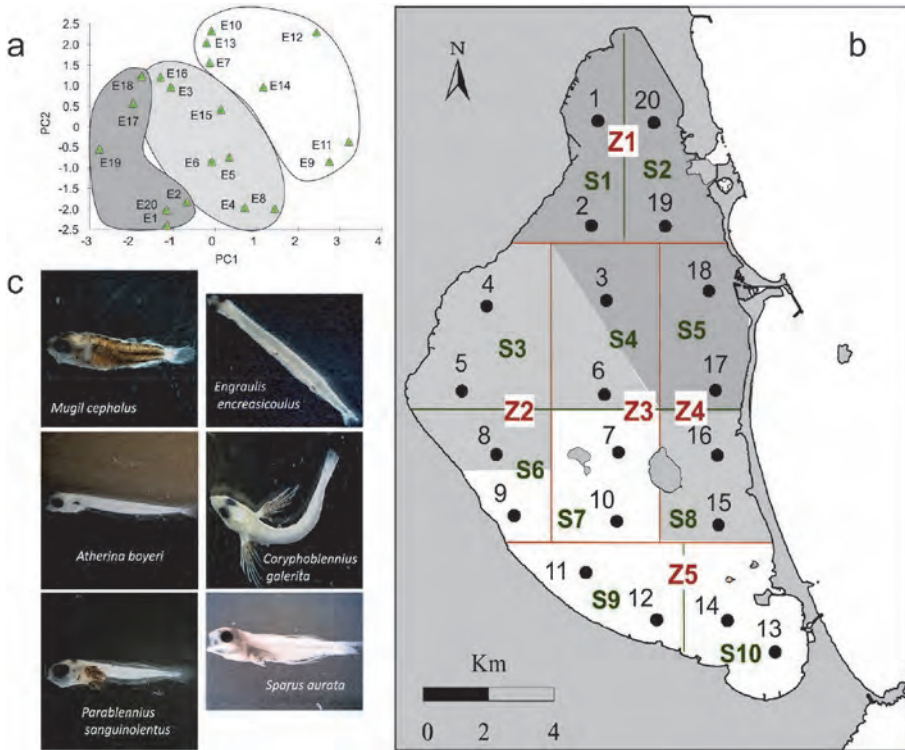 a
2.5
2.0
1.5
1.0
0.5
0
-0.5
-1.0
-1.5
-2.0
-2.5
PC2
-3
-2
-1
0
1
2
3
4
PC1
E10
E12
E13
E7
E16
E18
E3
E14
E17
E15
E11
E19
E6
E9
E5
E2
E20
E4
E8
E1
b
N
1
20
Z1
S1
S2
2
19
4
3
18
S3
S4
S5
5
6
17
Z2
Z3
Z4
8
7
16
S6
9
10
15
S7
S8
11
Z5
S9
12
14
13
S10
Km
0
2
4
c
Mugil cephalus
Engraulis
encreasicoulus
Atherina boyeri
Coryphoblennius
galerita
Parablennius
sanguinolentus
Sparus aurata